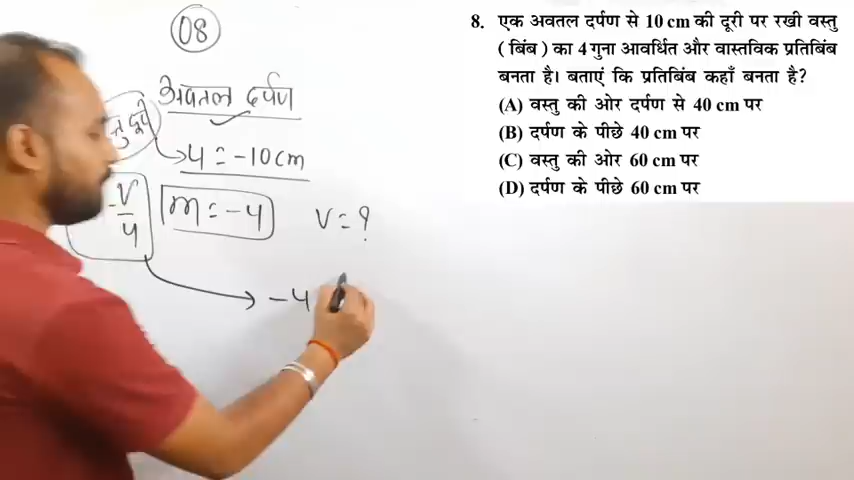 08
अवतल दर्पण
u = -10cm
-v/u
m = -4
v = ?
-4
8. एक अवतल दर्पण से 10 cm की दूरी पर रखी वस्तु
( बिंब ) का 4 गुना आवर्धित और वास्तविक प्रतिबिंब
बनता है। बताएं कि प्रतिबिंब कहाँ बनता है?
(A) वस्तु की ओर दर्पण से 40 cm पर
(B) दर्पण के पीछे 40 cm पर
(C) वस्तु की ओर 60 cm पर
(D) दर्पण के पीछे 60 cm पर